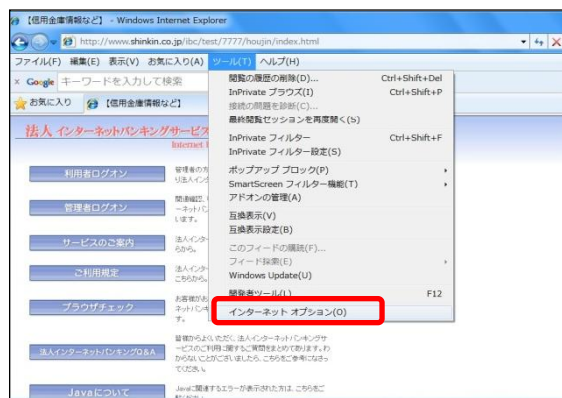 【信用金庫情報など】 - Windows Internet Explorer
http://www.shinkin.co.jp/ibc/test/7777/houjin/index.html
ファイル(F) 編集(E) 表示(V) お気に入り(A) ツール(T) ヘルプ(H)
× Google キーワードを入力して検索
お気に入り 【信用金庫情報など】
閲覧の履歴の削除(D)... Ctrl+Shift+Del
InPrivate ブラウズ(I) Ctrl+Shift+P
接続の問題を診断(C)...
最終閲覧セッションを再度開く(S)
InPrivate フィルター Ctrl+Shift+F
InPrivate フィルター設定(S)
ポップアップ ブロック(P)
SmartScreen フィルター機能(T)
アドオンの管理(A)
互換表示(V)
互換表示設定(B)
このフィードの購読(F)...
フィード探索(E)
Windows Update(U)
開発者ツール(L) F12
インターネット オプション(O)
法人インターネットバンキングサービス
Internet
利用者ログオン
管理者の方
管理者ログオン
サービスのご案内
ご利用規定
こちらから。
ブラウザチェック
お客様がお
す。
法人インターネットバンキングQ&A
皆様からよくいただく、法人インターネットバンキングサ
ービスのご利用に関するご質問をまとめてあります。わ
からないことがございましたら、こちらをご参考になさっ
てください。
Javaについて
Javaに関連するエラーが表示された方は、こちらをご